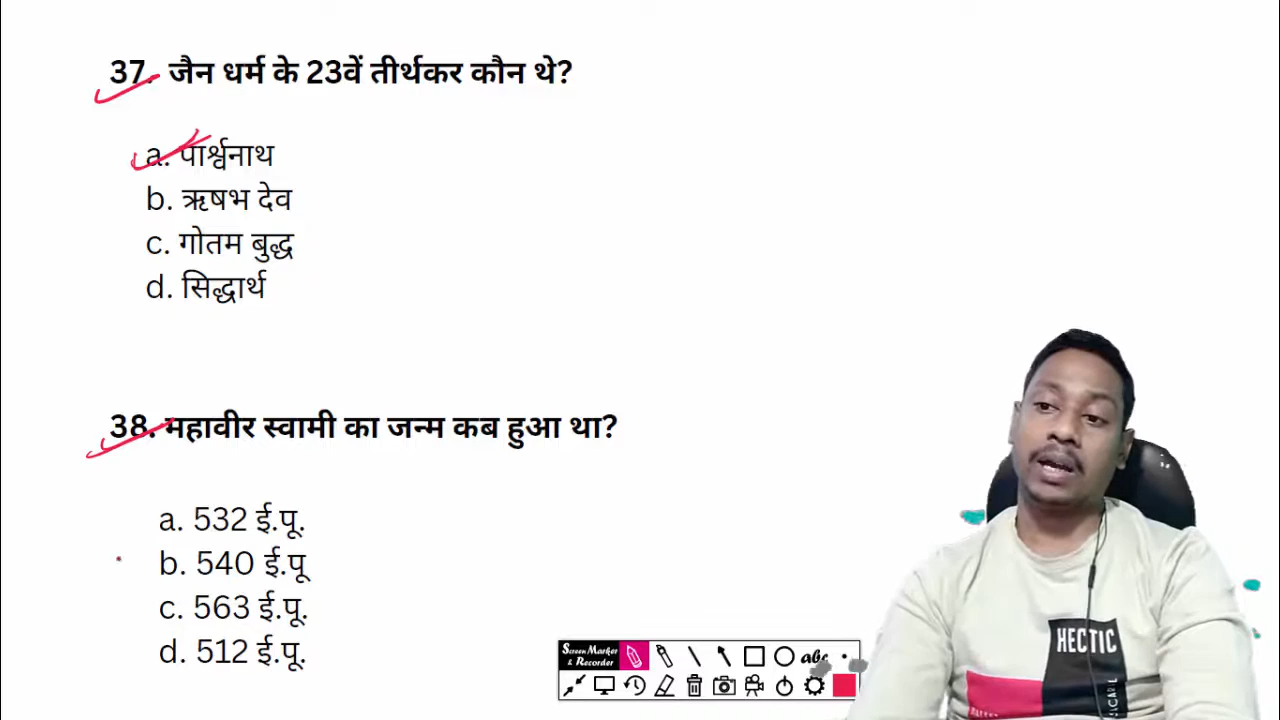 37. जैन धर्म के 23वें तीर्थकर कौन थे?
a. पार्श्वनाथ
b. ऋषभ देव
c. गोतम बुद्ध
d. सिद्धार्थ
38. महावीर स्वामी का जन्म कब हुआ था?
a. 532 ई.पू.
b. 540 ई.पू
c. 563 ई.पू.
d. 512 ई.पू.
Screen Marker
& Recorder
abc
HECTIC